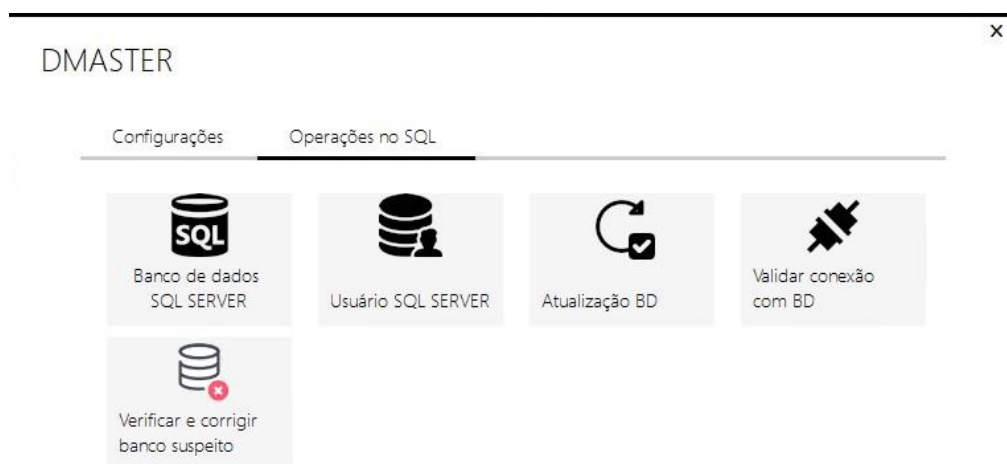 x
DMASTER
Configurações
Operações no SQL
SQL
Banco de dados
SQL SERVER
Usuário SQL SERVER
Atualização BD
Validar conexão
com BD
Verificar e corrigir
banco suspeito